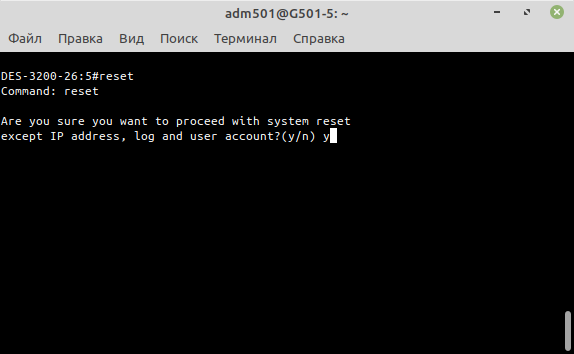 adm501@G501-5: ~
Файл Правка Вид Поиск Терминал Справка
DES-3200-26:5#reset
Command: reset
Are you sure you want to proceed with system reset
except IP address, log and user account?(y/n) y